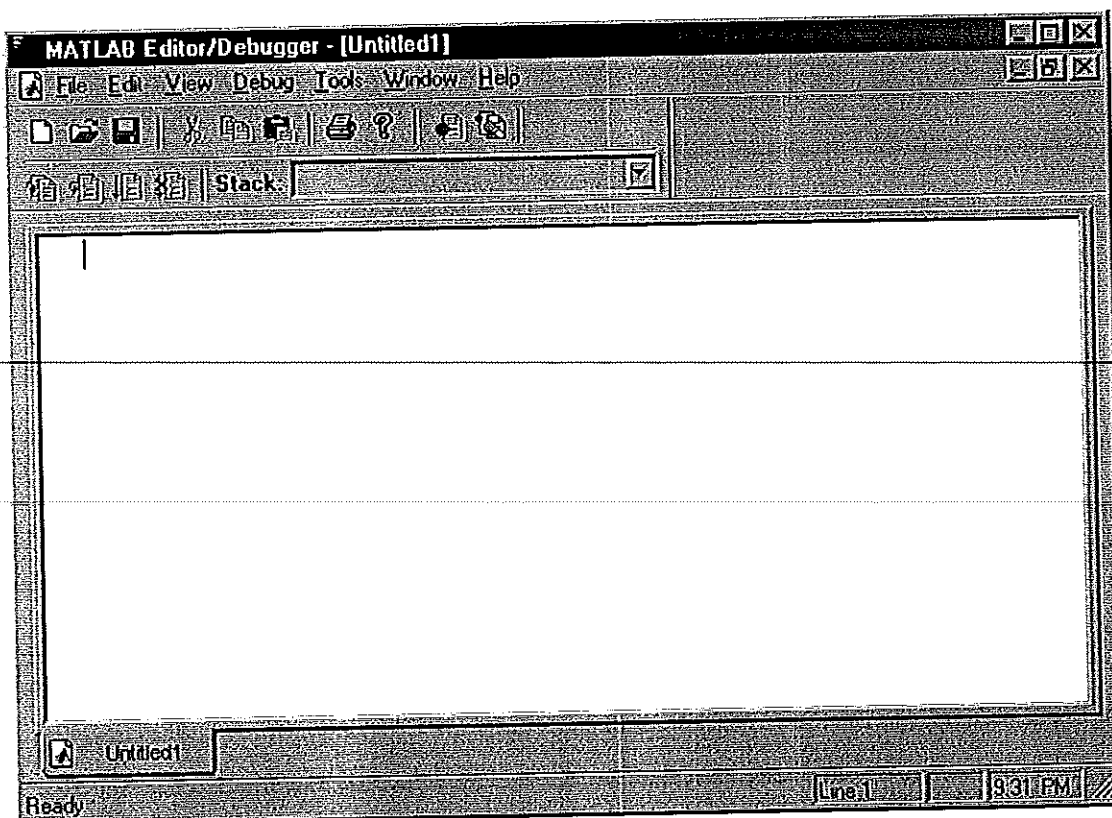 MATLAB Editor/Debugger - [Untitled1]
File Edit View Debug Tools Window Help
Stack:
Untitled1
Ready
Line 1 9:31 PM